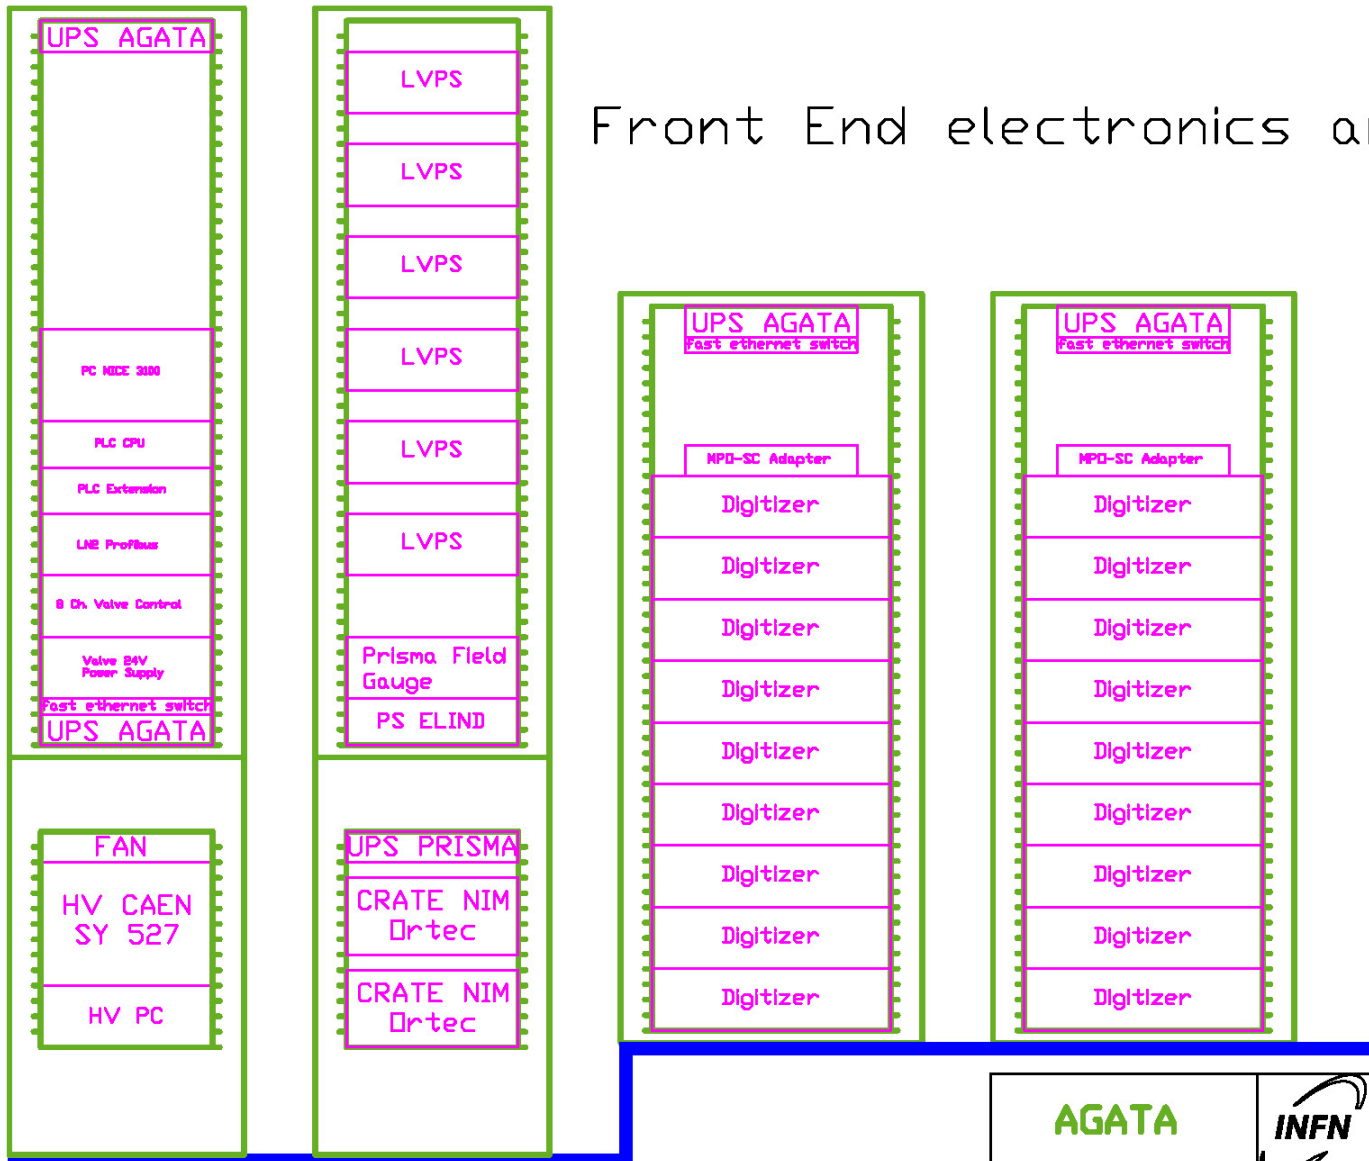 UPS AGATA
PC NICE 3100
PLC CPU
PLC Extension
LN2 Profibus
8 Ch. Valve Control
Valve 24V
Power Supply
Fast ethernet switch
UPS AGATA
FAN
HV CAEN
SY 527
HV PC
LVPS
LVPS
LVPS
LVPS
LVPS
LVPS
Prisma Field
Gauge
PS ELIND
UPS PRISMA
CRATE NIM
Ortec
CRATE NIM
Ortec
Front End electronics
UPS AGATA
Fast ethernet switch
MPO-SC Adapter
Digitizer
Digitizer
Digitizer
Digitizer
Digitizer
Digitizer
Digitizer
Digitizer
Digitizer
UPS AGATA
Fast ethernet switch
MPO-SC Adapter
Digitizer
Digitizer
Digitizer
Digitizer
Digitizer
Digitizer
Digitizer
Digitizer
Digitizer
AGATA
INFN